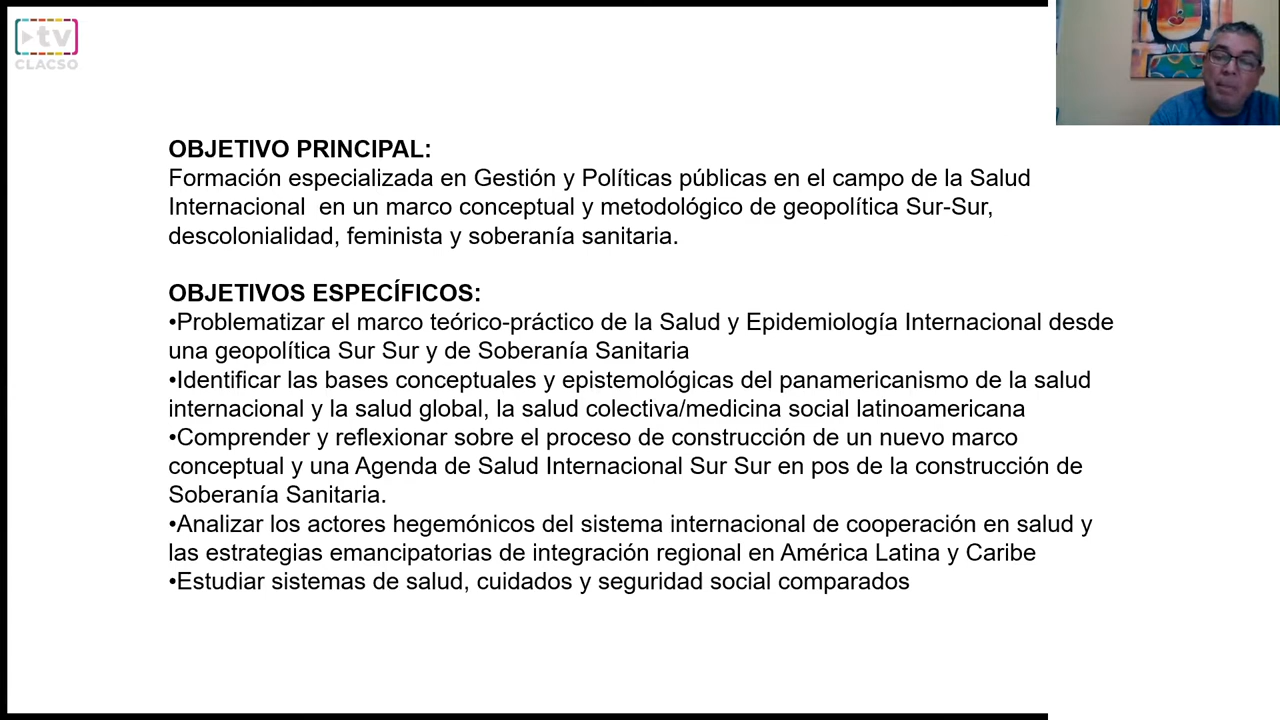 tv
CLACSO
OBJETIVO PRINCIPAL:
Formación especializada en Gestión y Políticas públicas en el campo de la Salud
Internacional  en un marco conceptual y metodológico de geopolítica Sur-Sur,
descolonialidad, feminista y soberanía sanitaria.
OBJETIVOS ESPECÍFICOS:
•Problematizar el marco teórico-práctico de la Salud y Epidemiología Internacional desde
una geopolítica Sur Sur y de Soberanía Sanitaria
•Identificar las bases conceptuales y epistemológicas del panamericanismo de la salud
internacional y la salud global, la salud colectiva/medicina social latinoamericana
•Comprender y reflexionar sobre el proceso de construcción de un nuevo marco
conceptual y una Agenda de Salud Internacional Sur Sur en pos de la construcción de
Soberanía Sanitaria.
•Analizar los actores hegemónicos del sistema internacional de cooperación en salud y
las estrategias emancipatorias de integración regional en América Latina y Caribe
•Estudiar sistemas de salud, cuidados y seguridad social comparados